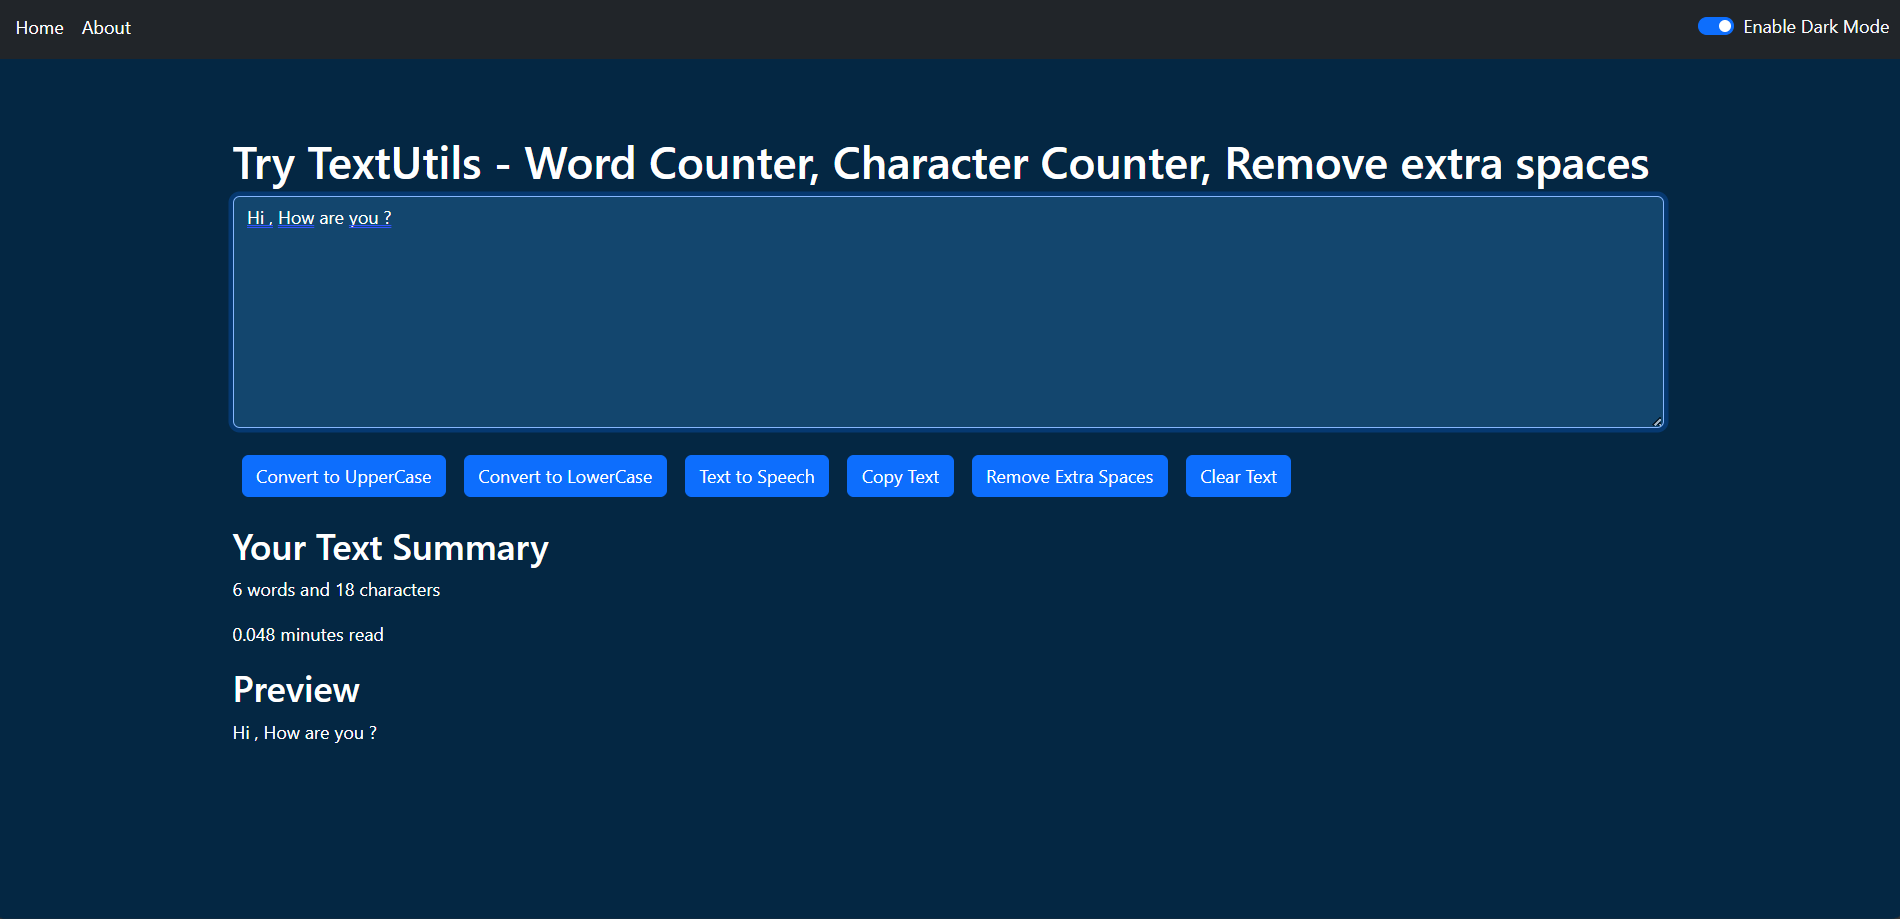 Home About Enable Dark Mode
Try TextUtils - Word Counter, Character Counter, Remove extra spaces
Hi , How are you ?
Convert to UpperCase Convert to LowerCase Text to Speech Copy Text Remove Extra Spaces Clear Text
Your Text Summary
6 words and 18 characters
0.048 minutes read
Preview
Hi , How are you ?